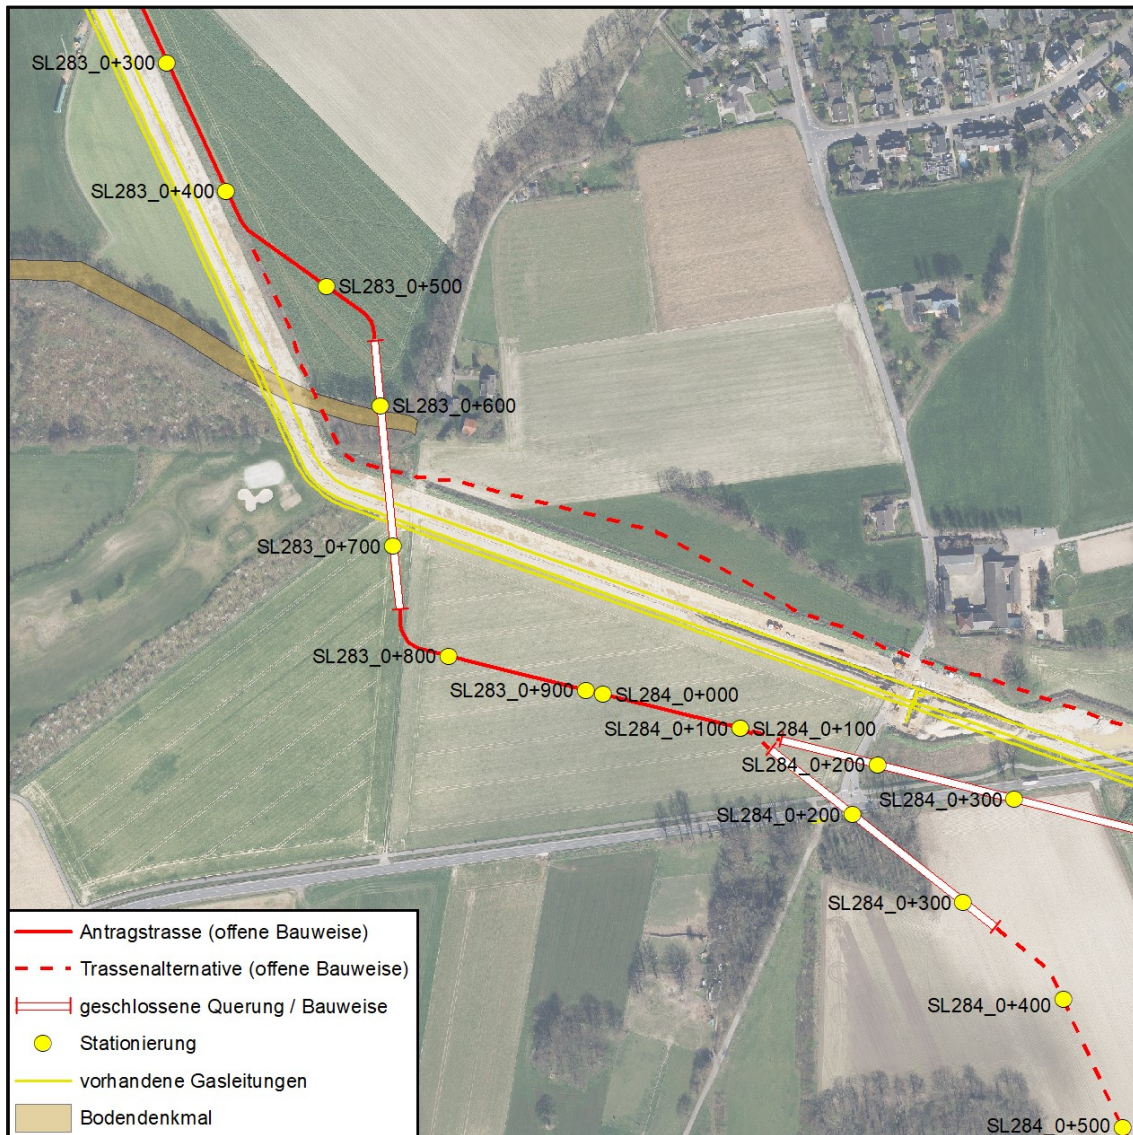 SL283_0+300
SL283_0+400
SL283_0+500
SL283_0+600
SL283_0+700
SL283_0+800
SL283_0+900
SL284_0+000
SL284_0+100
SL284_0+100
SL284_0+200
SL284_0+300
SL284_0+200
SL284_0+300
SL284_0+400
SL284_0+500
Antragstrasse (offene Bauweise)
Trassenalternative (offene Bauweise)
geschlossene Querung / Bauweise
Stationierung
vorhandene Gasleitungen
Bodendenkmal